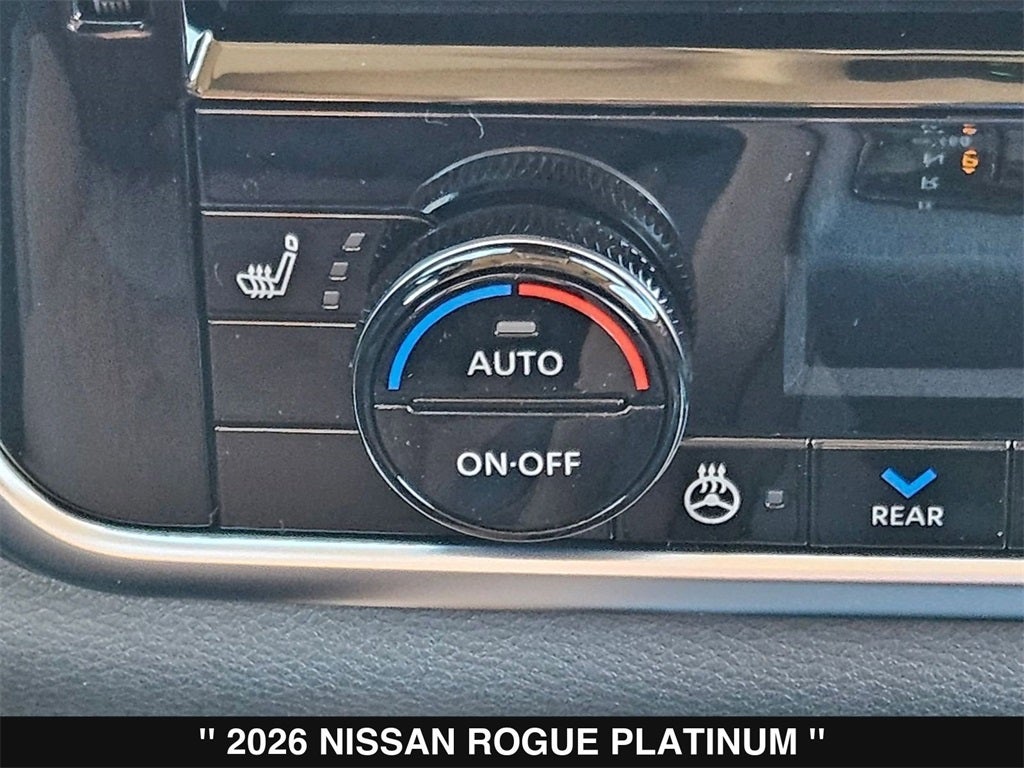 AUTO
ON·OFF
REAR
" 2026 NISSAN ROGUE PLATINUM "